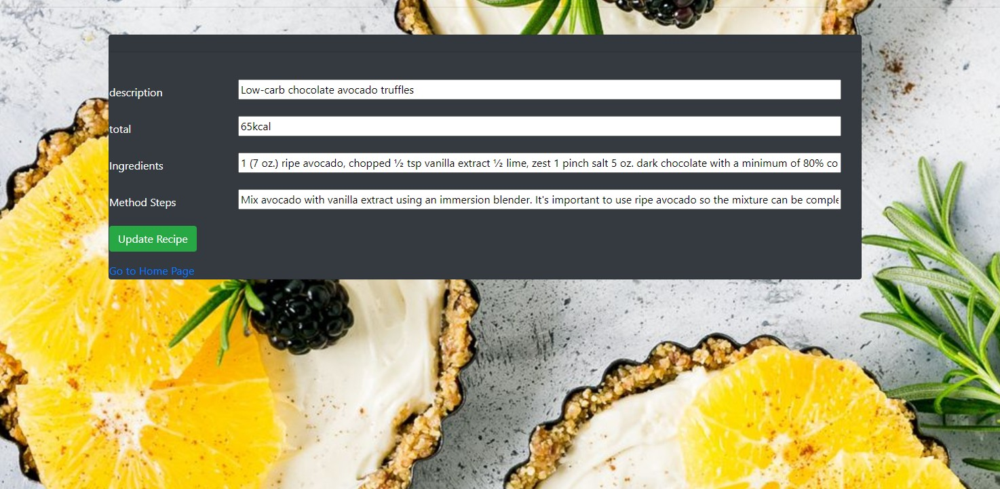 description
Low-carb chocolate avocado truffles
total
65kcal
Ingredients
1 (7 oz.) ripe avocado, chopped ½ tsp vanilla extract ½ lime, zest 1 pinch salt 5 oz. dark chocolate with a minimum of 80% co
Method Steps
Mix avocado with vanilla extract using an immersion blender. It's important to use ripe avocado so the mixture can be comple
Update Recipe
Go to Home Page